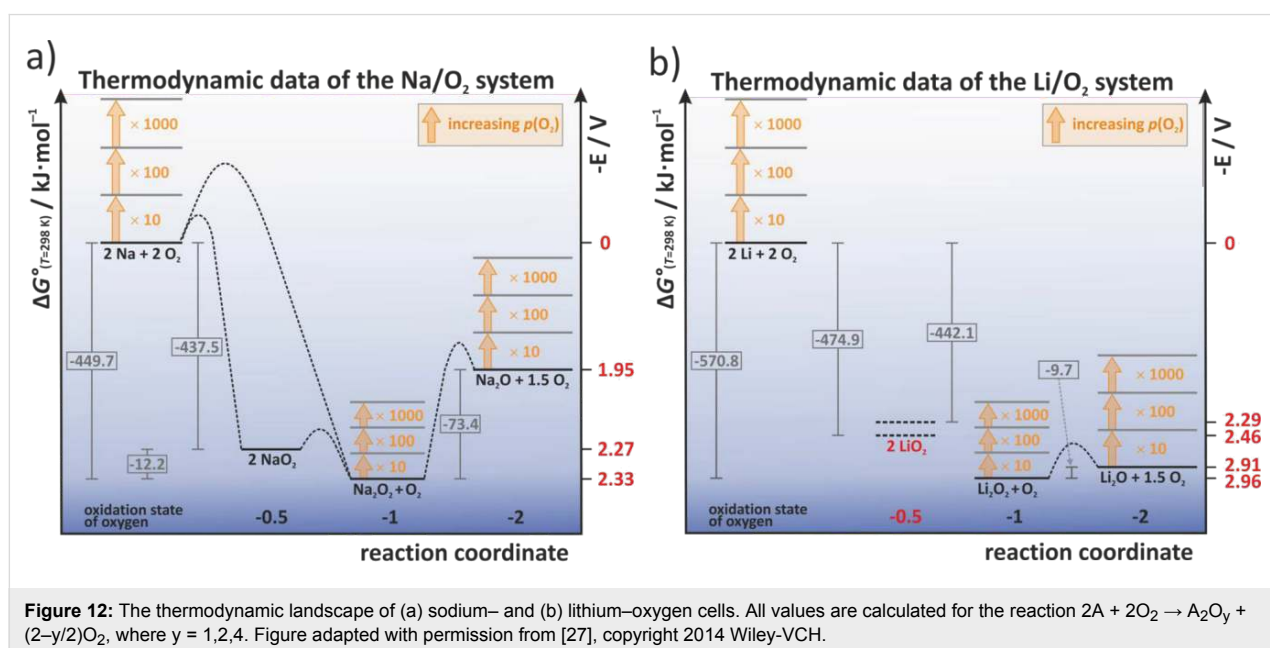 a)
Thermodynamic data of the Na/O₂ system
ΔG°(T=298 K) / kJ·mol⁻¹
-E / V
increasing p(O₂)
× 1000
× 100
× 10
2 Na + 2 O₂
0
× 1000
× 100
× 10
-437.5
-449.7
1.95
Na₂O + 1.5 O₂
× 1000
× 100
× 10
-73.4
2.27
2 NaO₂
-12.2
2.33
Na₂O₂ + O₂
oxidation state
of oxygen
-0.5
-1
-2
reaction coordinate
b)
Thermodynamic data of the Li/O₂ system
ΔG°(T=298 K) / kJ·mol⁻¹
-E / V
increasing p(O₂)
× 1000
× 100
× 10
2 Li + 2 O₂
0
-442.1
-474.9
-570.8
-9.7
× 1000
× 100
× 10
× 1000
× 100
× 10
2.29
2.46
2 LiO₂
2.91
2.96
Li₂O₂ + O₂
Li₂O + 1.5 O₂
oxidation state
of oxygen
-0.5
-1
-2
reaction coordinate
Figure 12: The thermodynamic landscape of (a) sodium– and (b) lithium–oxygen cells. All values are calculated for the reaction 2A + 2O₂ → A₂Oy +
(2–y/2)O₂, where y = 1,2,4. Figure adapted with permission from [27], copyright 2014 Wiley-VCH.